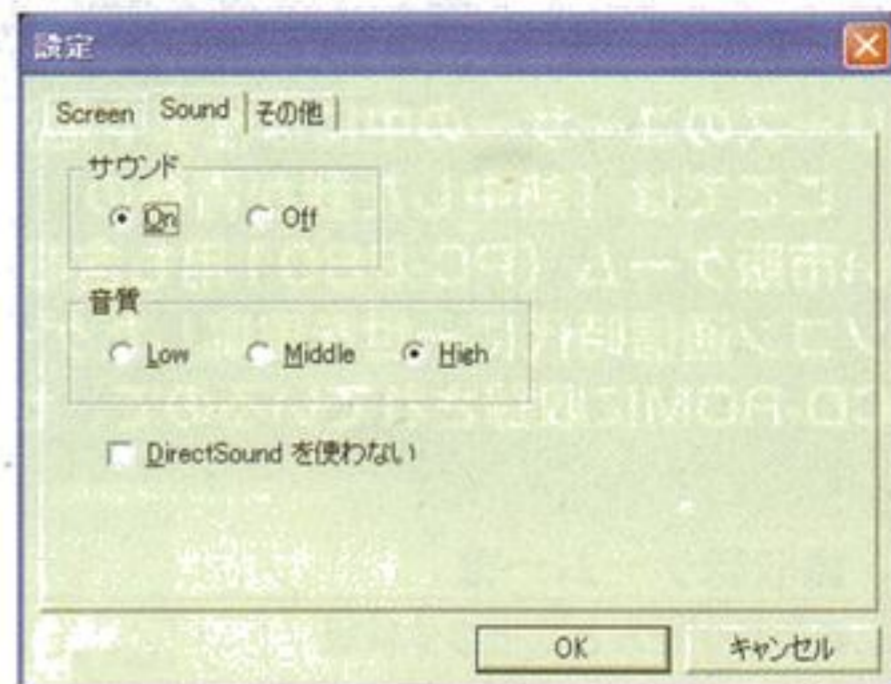 設定
Screen Sound その他
サウンド
On Off
音質
Low Middle High
DirectSound を使わない
OK キャンセル